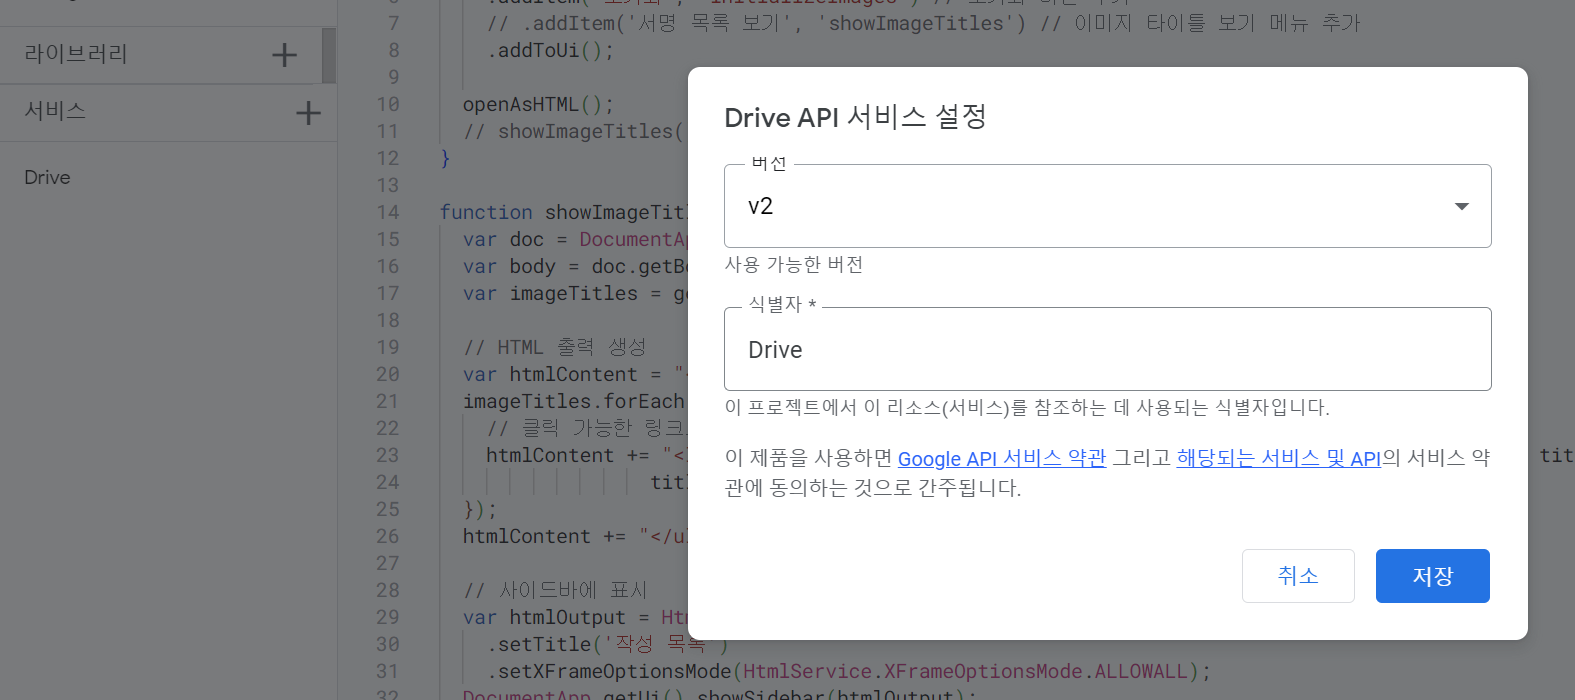 라이브러리
서비스
Drive
7 // .addItem('서명 목록 보기', 'showImageTitles') // 이미지 타이틀 보기 메뉴 추가
8 .addToUi();
9
10 openAsHTML();
11 // showImageTitles(
12 }
13
14 function showImageTitl
15 var doc = DocumentAp
16 var body = doc.getBo
17 var imageTitles = ge
18
19 // HTML 출력 생성
20 var htmlContent = "
21 imageTitles.forEach
22 // 클릭 가능한 링크
23 htmlContent += "< tit
24 titl
25 });
26 htmlContent += "</ul
27
28 // 사이드바에 표시
29 var htmlOutput = Ht
30 .setTitle('작성 목록')
31 .setXFrameOptionsMode(HtmlService.XFrameOptionsMode.ALLOWALL);
32 DocumentApp.getUi().showSidebar(htmlOutput);
Drive API 서비스 설정
버전
v2
사용 가능한 버전
식별자 *
Drive
이 프로젝트에서 이 리소스(서비스)를 참조하는 데 사용되는 식별자입니다.
이 제품을 사용하면 Google API 서비스 약관 그리고 해당되는 서비스 및 API의 서비스 약
관에 동의하는 것으로 간주됩니다.
취소
저장